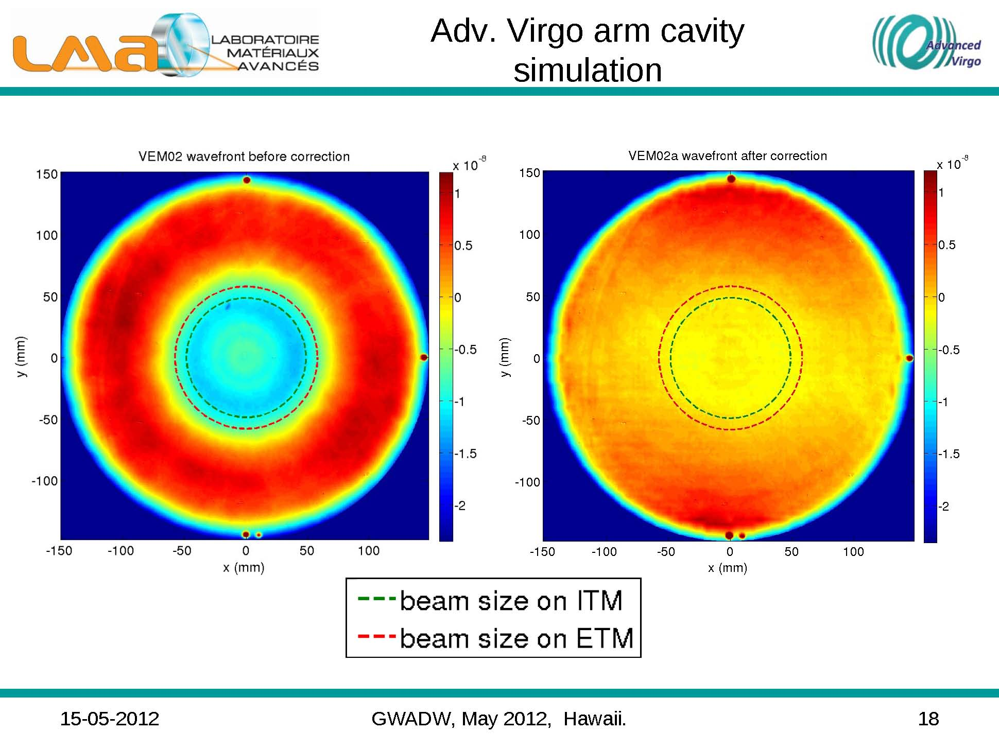 LMA
LABORATOIRE
MATÉRIAUX
AVANCÉS
Adv. Virgo arm cavity
simulation
Advanced
Virgo
VEM02 wavefront before correction
x 10-8
150
100
50
0
-50
-100
y (mm)
-150 -100 -50 0 50 100
x (mm)
1
0.5
0
-0.5
-1
-1.5
-2
VEM02a wavefront after correction
x 10-8
150
100
50
0
-50
-100
y (mm)
-150 -100 -50 0 50 100
x (mm)
1
0.5
0
-0.5
-1
-1.5
-2
beam size on ITM
beam size on ETM
15-05-2012
GWADW, May 2012, Hawaii.
18